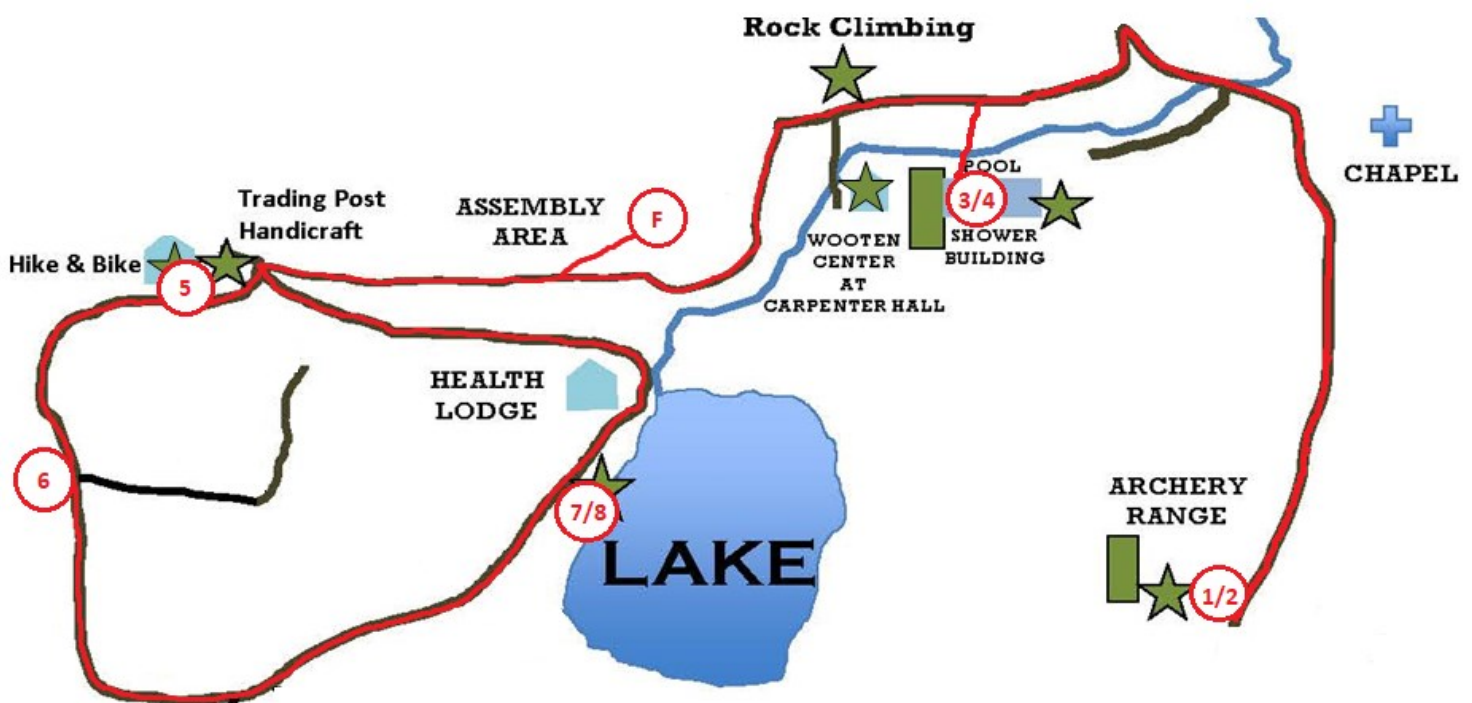 Rock Climbing
CHAPEL
Trading Post
Handicraft
ASSEMBLY
AREA
F
3/4
POOL
SHOWER
BUILDING
Hike & Bike
5
WOOTEN
CENTER
AT
CARPENTER HALL
HEALTH
LODGE
6
7/8
LAKE
ARCHERY
RANGE
1/2